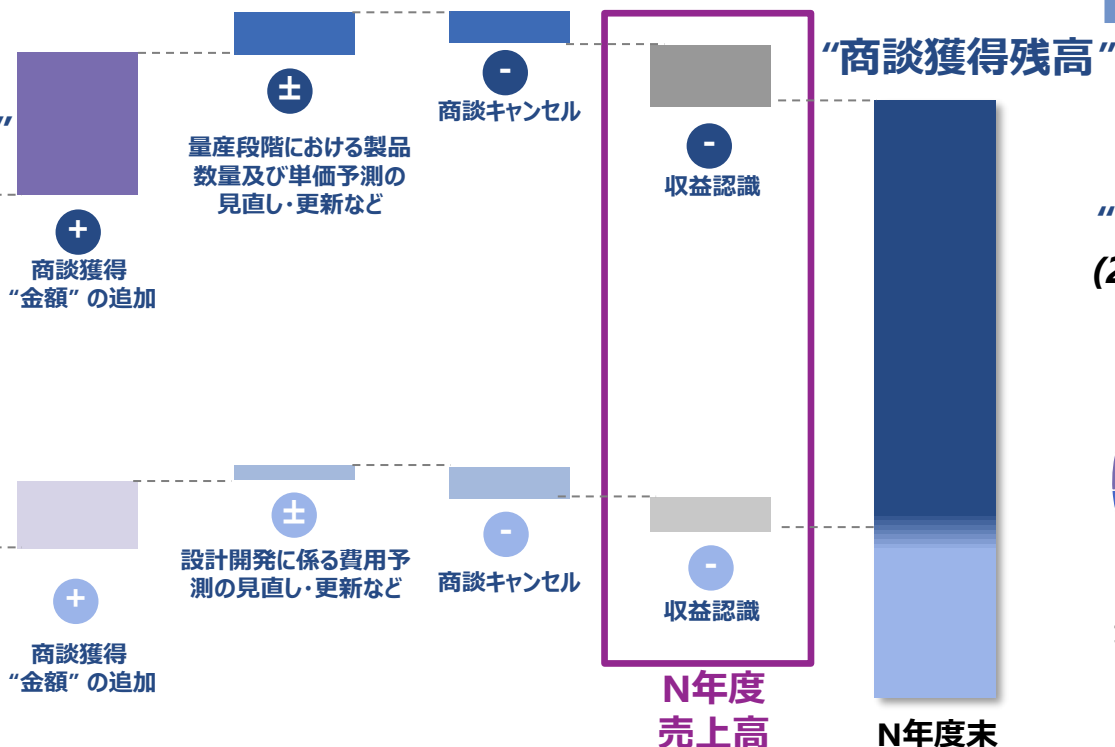 “商談獲得残高”
”
±
-
商談キャンセル
量産段階における製品
数量及び単価予測の
見直し・更新など
-
収益認識
+
商談獲得
“金額” の追加
“
(2
±
設計開発に係る費用予
測の見直し・更新など
-
商談キャンセル
-
収益認識
+
商談獲得
“金額” の追加
N年度
売上高
N年度末